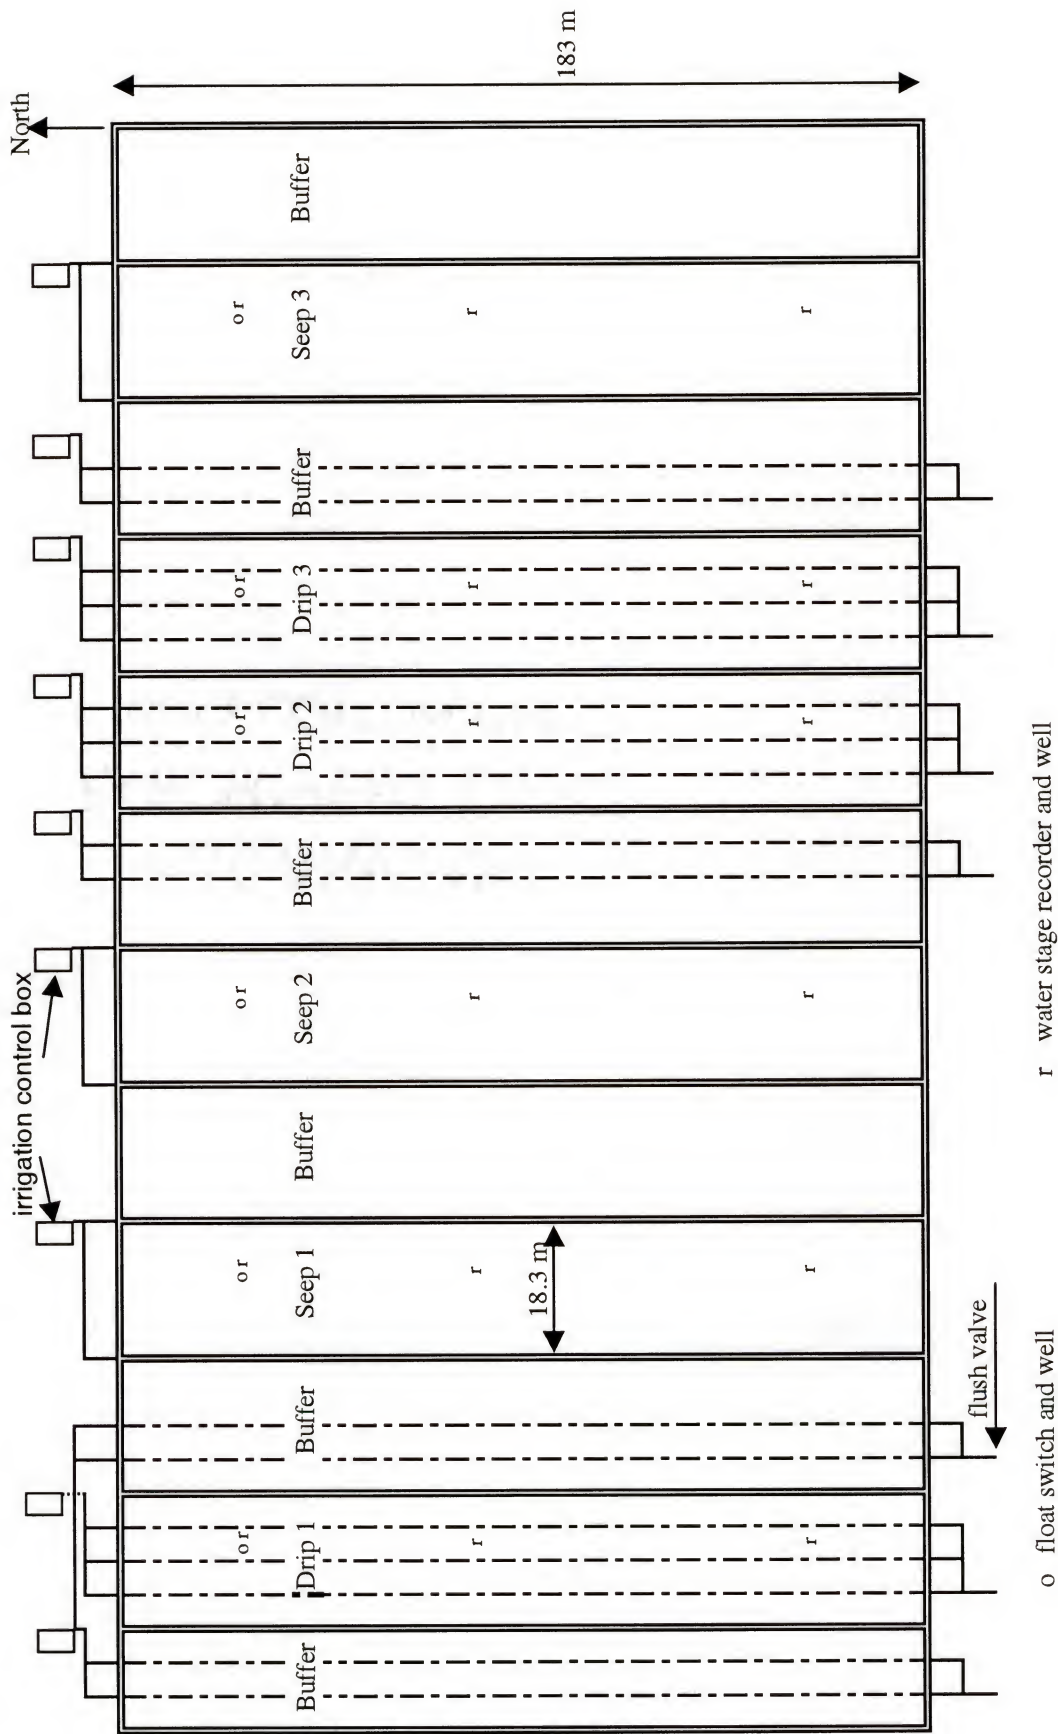 North
183 m
irrigation control box
Buffer
Drip 1
Buffer
Seep 1
Buffer
Seep 2
Buffer
Drip 2
Drip 3
Buffer
Seep 3
Buffer
o r
o r
o r
o r
o r
o r
r
r
r
r
r
r
18.3 m
r
r
r
r
r
r
flush valve
o float switch and well
r water stage recorder and well